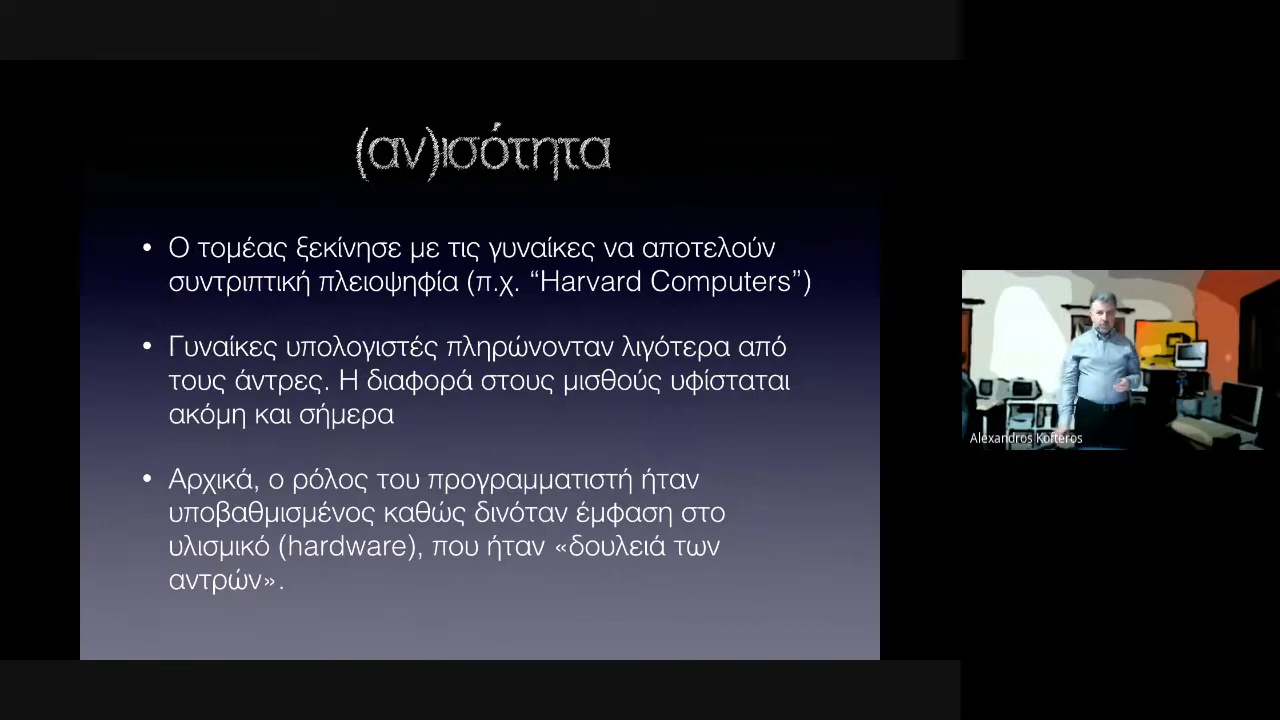 (αν)ισότητα
• Ο τομέας ξεκίνησε με τις γυναίκες να αποτελούν
συντριπτική πλειοψηφία (π.χ. “Harvard Computers”)
• Γυναίκες υπολογιστές πληρώνονταν λιγότερα από
τους άντρες. Η διαφορά στους μισθούς υφίσταται
ακόμη και σήμερα
• Αρχικά, ο ρόλος του προγραμματιστή ήταν
υποβαθμισμένος καθώς δινόταν έμφαση στο
υλισμικό (hardware), που ήταν «δουλειά των
αντρών».
Alexandros Kofteros